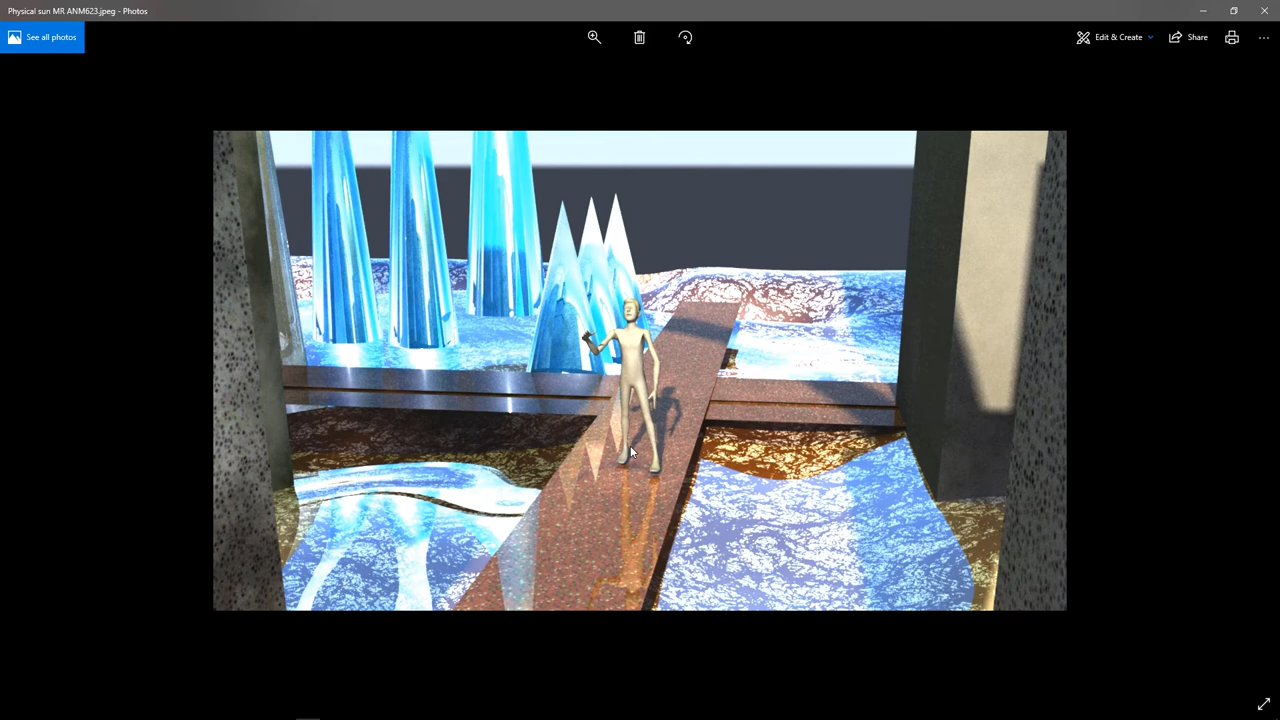 Physical sun MR ANM623.jpeg - Photos
See all photos
Edit & Create
Share